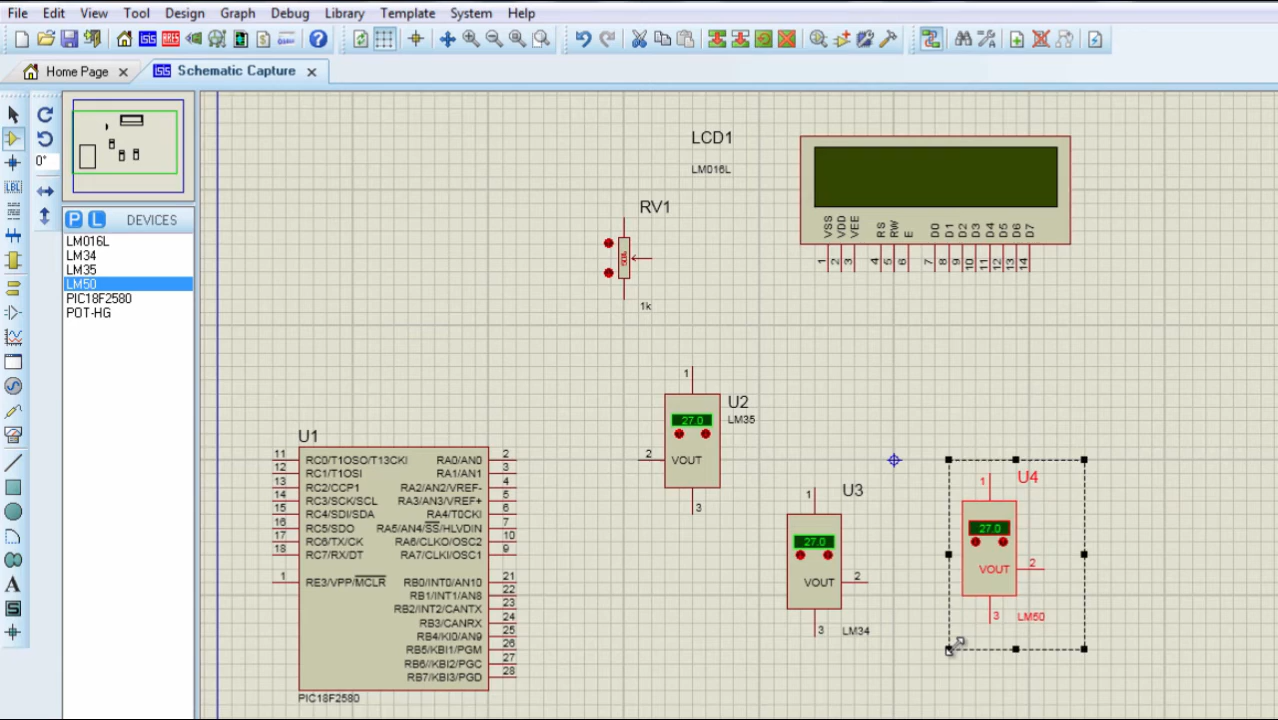 File Edit View Tool Design Graph Debug Library Template System Help
Home Page
Schematic Capture
0°
LBL
P L DEVICES
LM016L
LM34
LM35
LM50
PIC18F2580
POT-HG
LCD1
LM016L
VSS VDD VEE RS RW E D0 D1 D2 D3 D4 D5 D6 D7
1 2 3 4 5 6 7 8 9 10 11 12 13 14
RV1
50%
1k
1
U2
LM35
27.0
2 VOUT
3
U1
11 RC0/T1OSO/T13CKI RA0/AN0 2
12 RC1/T1OSI RA1/AN1 3
13 RC2/CCP1 RA2/AN2/VREF- 4
14 RC3/SCK/SCL RA3/AN3/VREF+ 5
15 RC4/SDI/SDA RA4/T0CKI 6
16 RC5/SDO RA5/AN4/SS/HLVDIN 7
17 RC6/TX/CK RA6/CLKO/OSC2 10
18 RC7/RX/DT RA7/CLKI/OSC1 9
1 RE3/VPP/MCLR RB0/INT0/AN10 21
RB1/INT1/AN8 22
RB2/INT2/CANTX 23
RB3/CANRX 24
RB4/KI0/AN9 25
RB5/KBI1/PGM 26
RB6//KBI2/PGC 27
RB7/KBI3/PGD 28
PIC18F2580
1
U3
27.0
VOUT 2
3 LM34
1
U4
27.0
VOUT 2
3 LM50